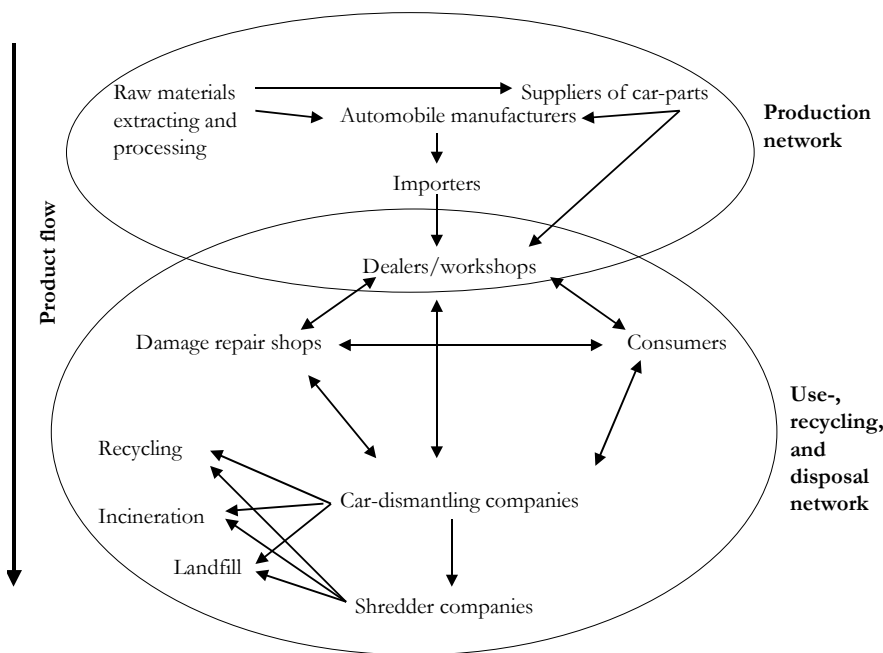 Raw materials
extracting and
processing
Suppliers of car-parts
Automobile manufacturers
Production
network
Importers
Product flow
Dealers/workshops
Damage repair shops
Consumers
Use-,
recycling,
and
disposal
network
Recycling
Car-dismantling companies
Incineration
Landfill
Shredder companies